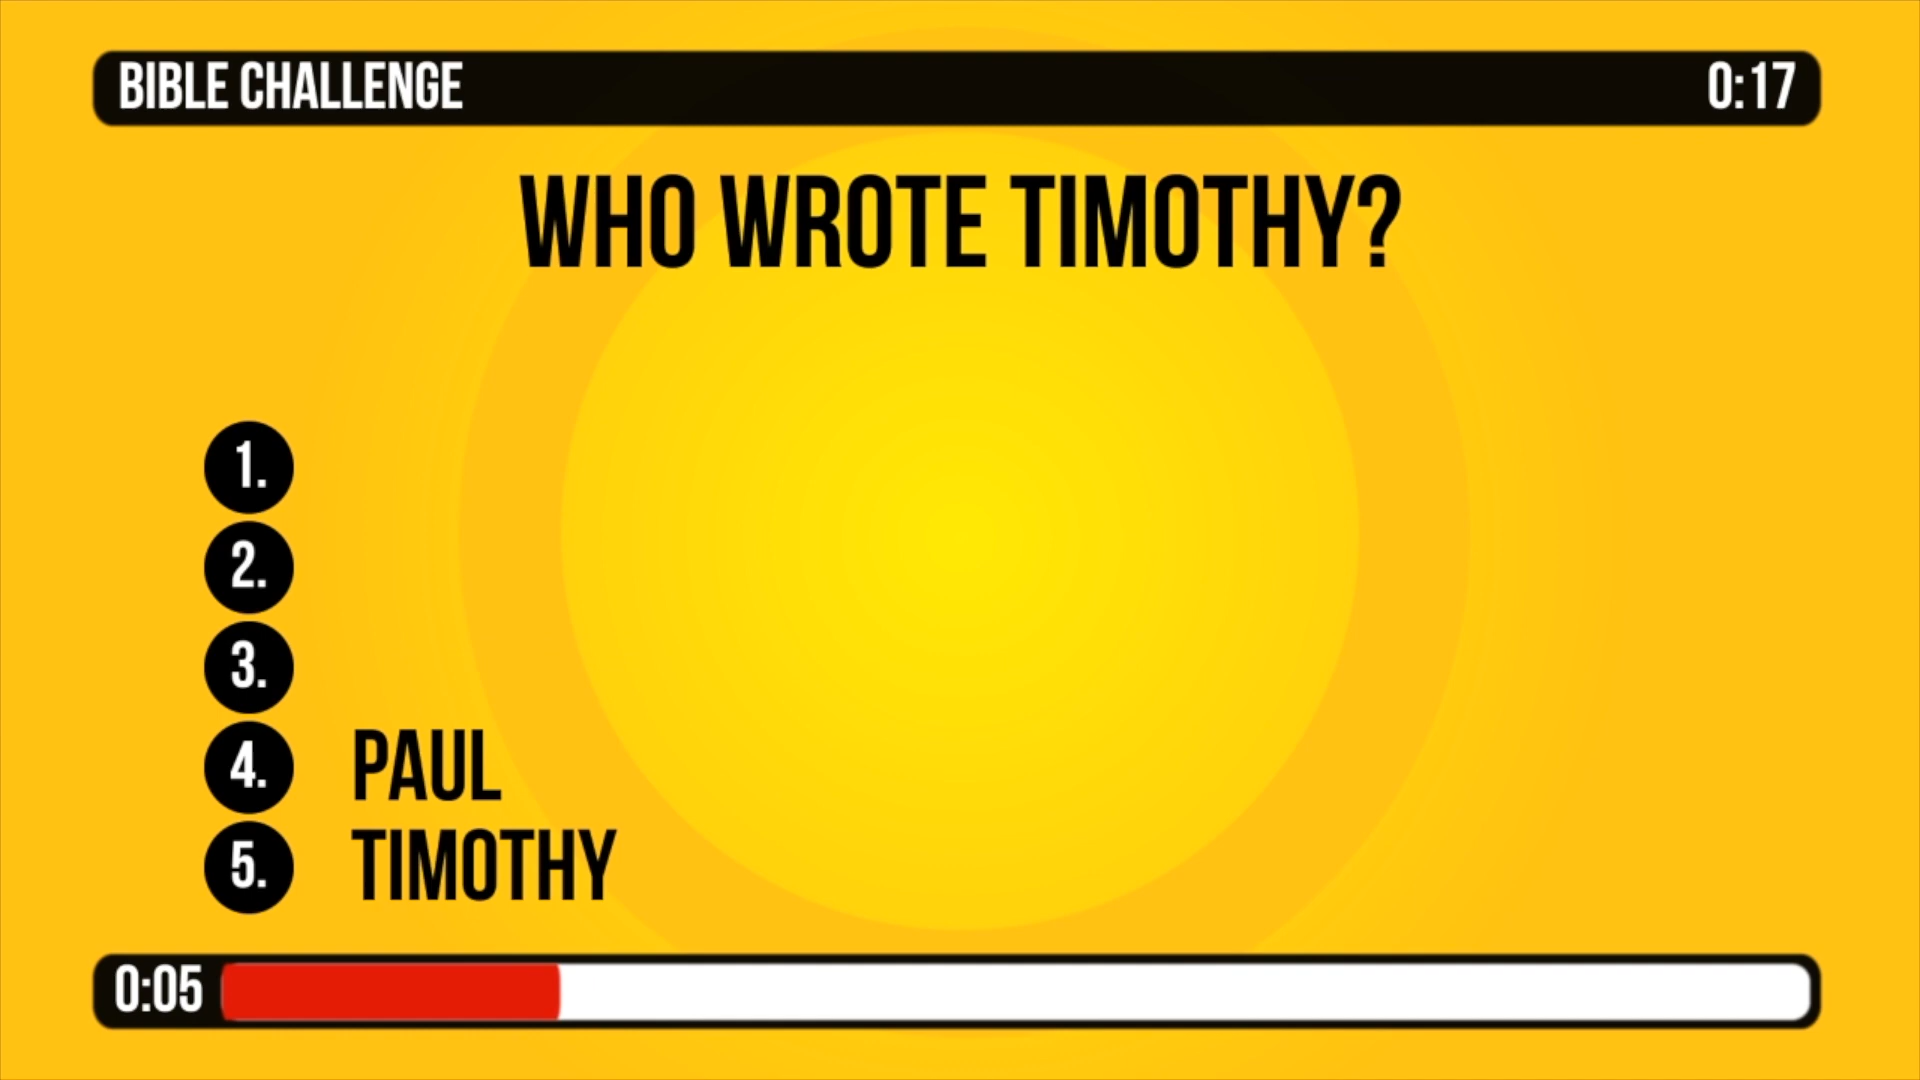 BIBLE CHALLENGE 0:17
WHO WROTE TIMOTHY?
1.
2.
3.
4. PAUL
5. TIMOTHY
0:05